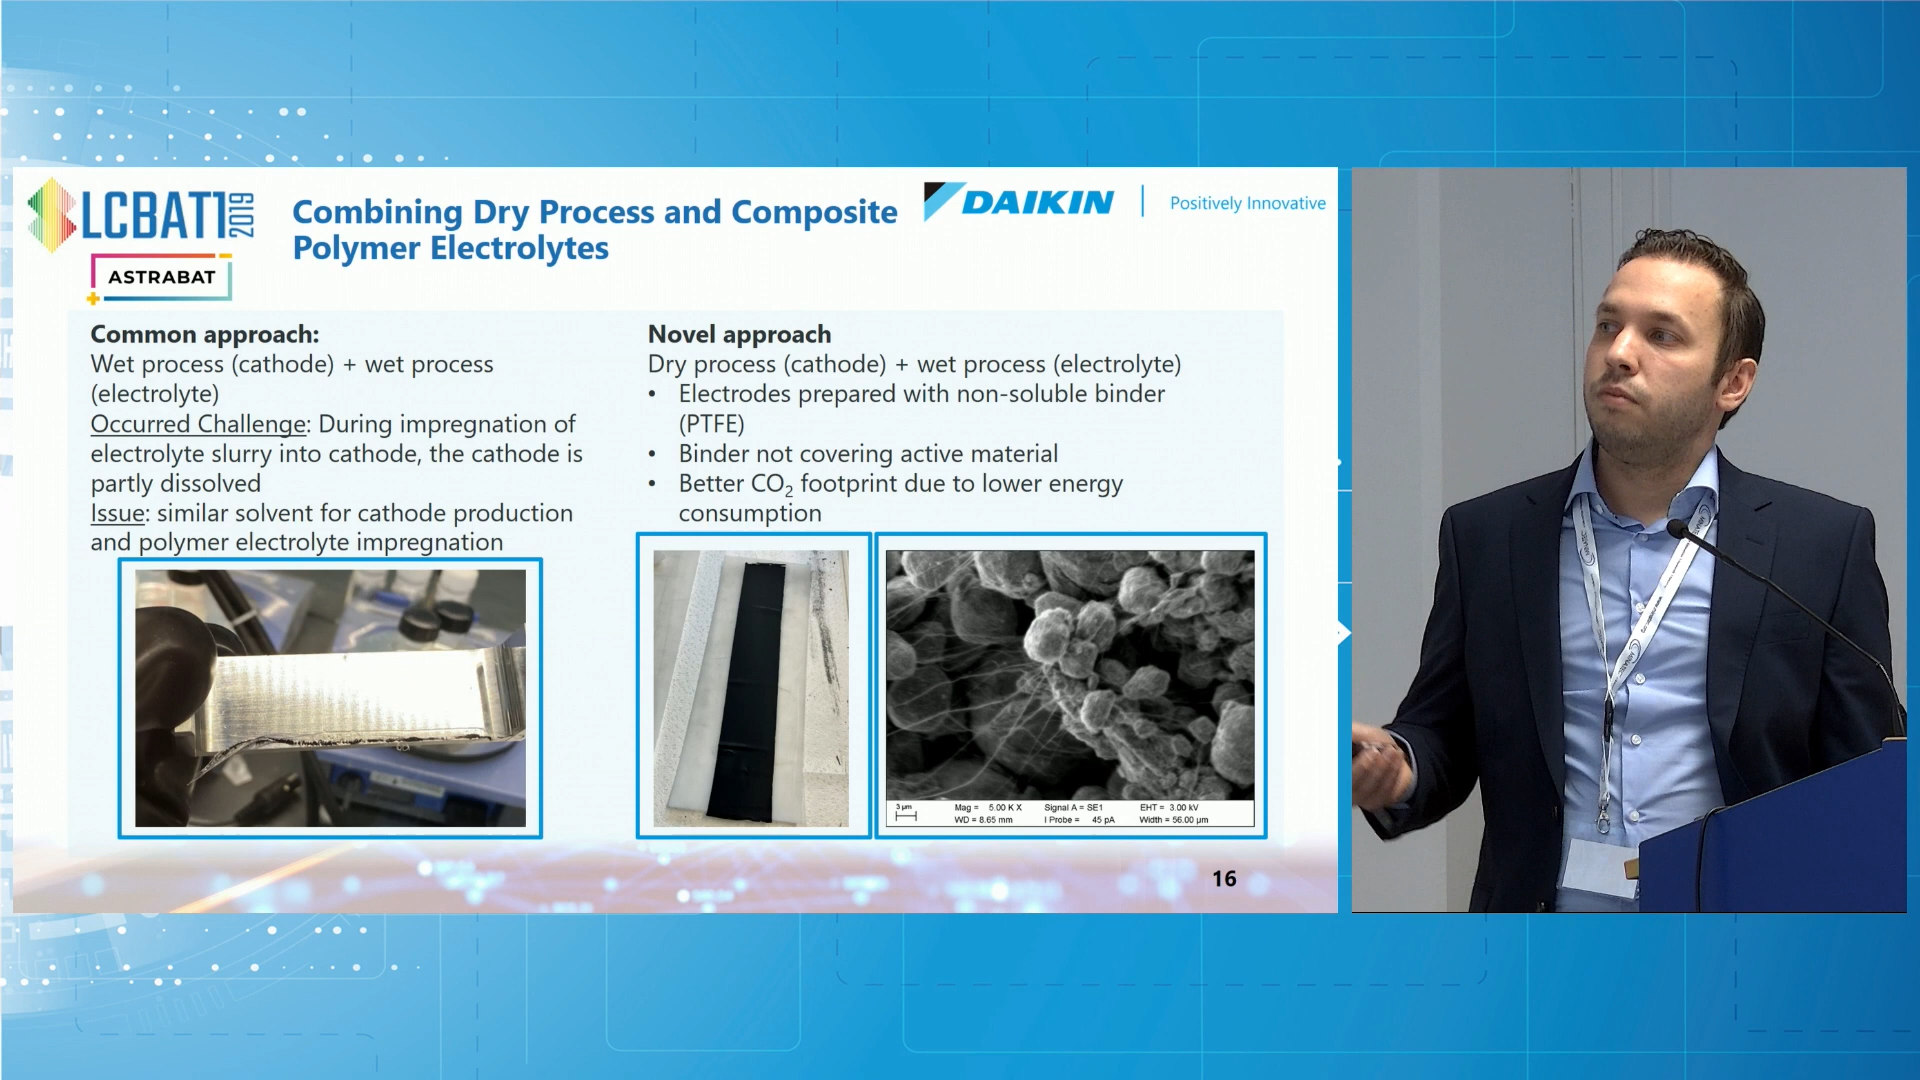 LCBAT1 2019
ASTRABAT
Combining Dry Process and Composite
Polymer Electrolytes
DAIKIN
Positively Innovative
Common approach:
Wet process (cathode) + wet process
(electrolyte)
Occurred Challenge: During impregnation of
electrolyte slurry into cathode, the cathode is
partly dissolved
Issue: similar solvent for cathode production
and polymer electrolyte impregnation
Novel approach
Dry process (cathode) + wet process (electrolyte)
• Electrodes prepared with non-soluble binder
(PTFE)
• Binder not covering active material
• Better CO₂ footprint due to lower energy
consumption
3 µm
Mag = 5.00 K X Signal A = SE1 EHT = 3.00 kV
WD = 8.65 mm I Probe = 45 pA Width = 56.00 µm
16